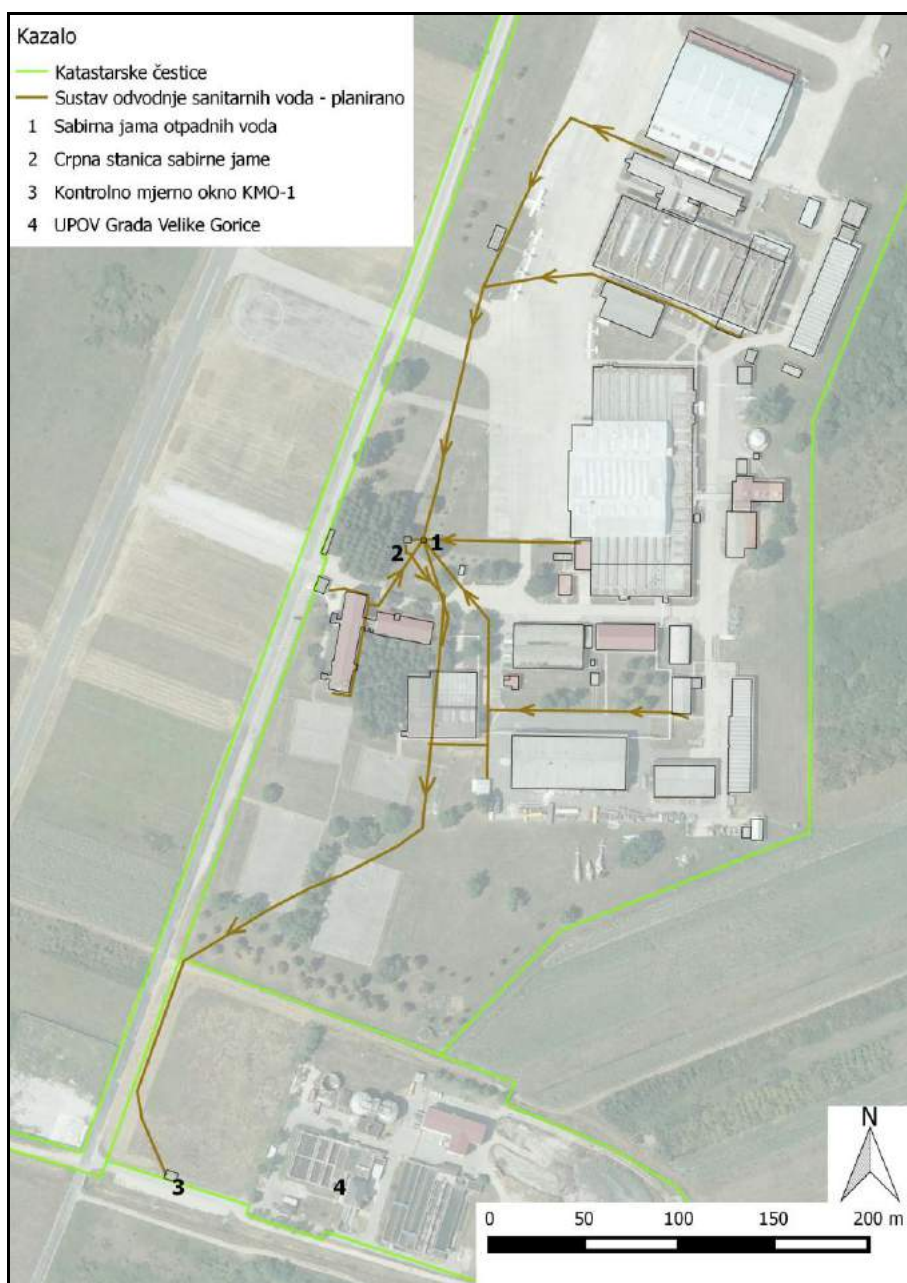 Kazalo
Katastarske čestice
Sustav odvodnje sanitarnih voda - planirano
1 Sabirna jama otpadnih voda
2 Crpna stanica sabirne jame
3 Kontrolno mjerno okno KMO-1
4 UPOV Grada Velike Gorice
1
2
3
4
N
0 50 100 150 200 m